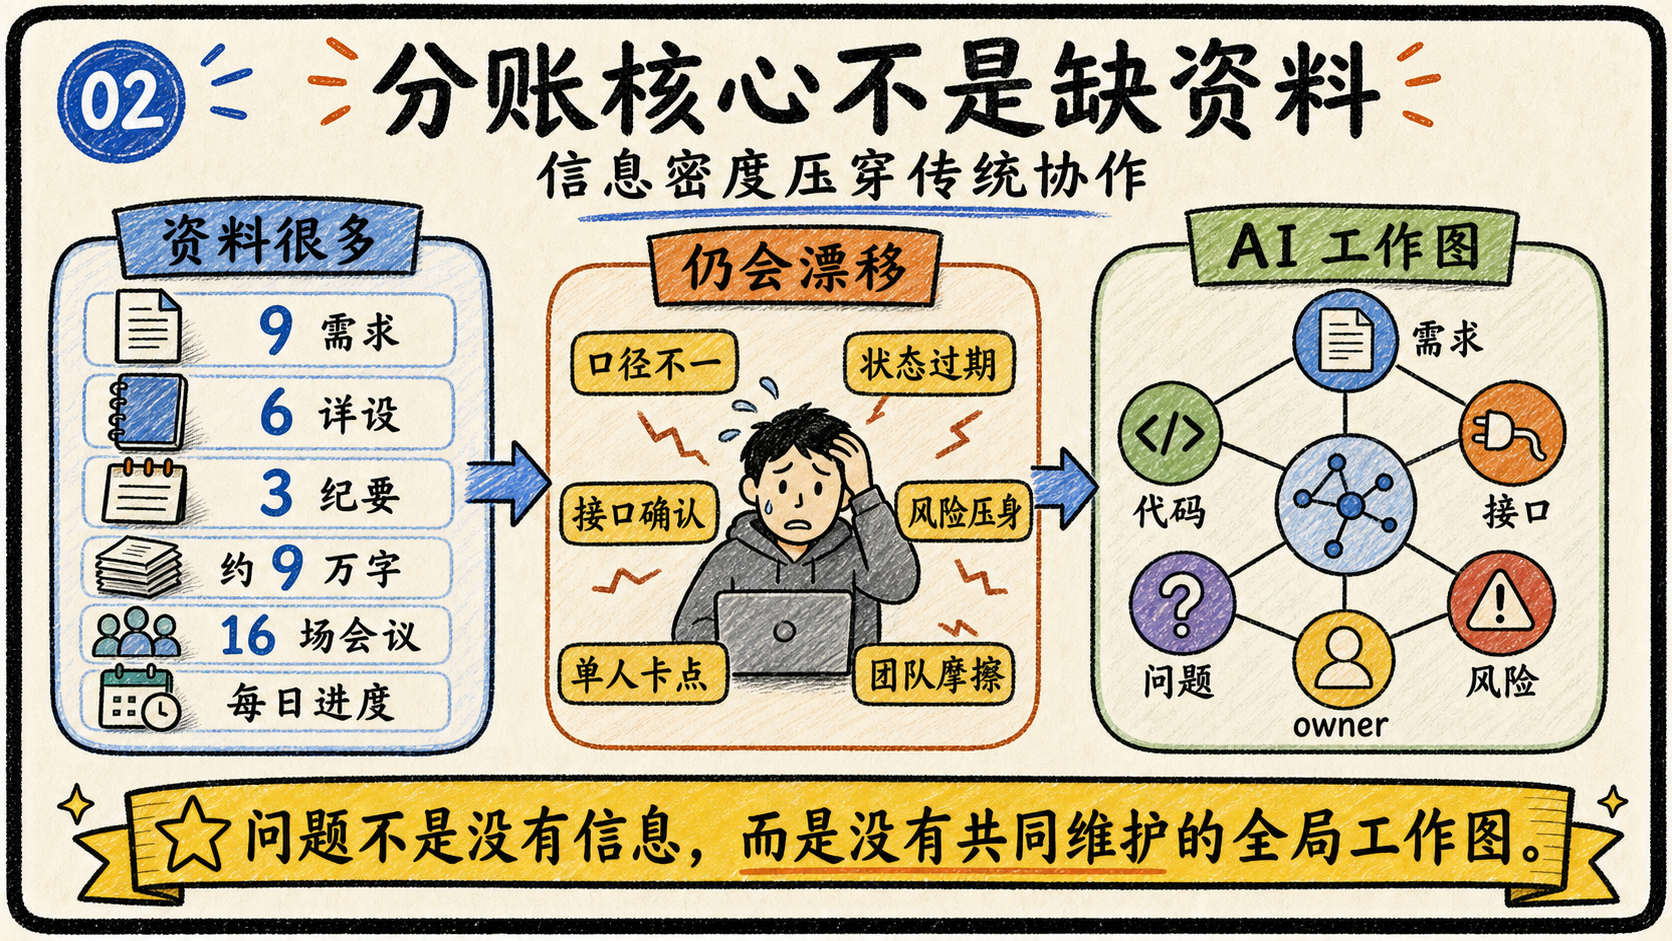 02
分账核心不是缺资料
信息密度压穿传统协作
资料很多
9 需求
6 详设
3 纪要
约 9 万字
16 场会议
每日进度
仍会漂移
口径不一
状态过期
接口确认
风险压身
单人卡点
团队摩擦
AI 工作图
需求
代码
接口
问题
风险
owner
问题不是没有信息，而是没有共同维护的全局工作图。